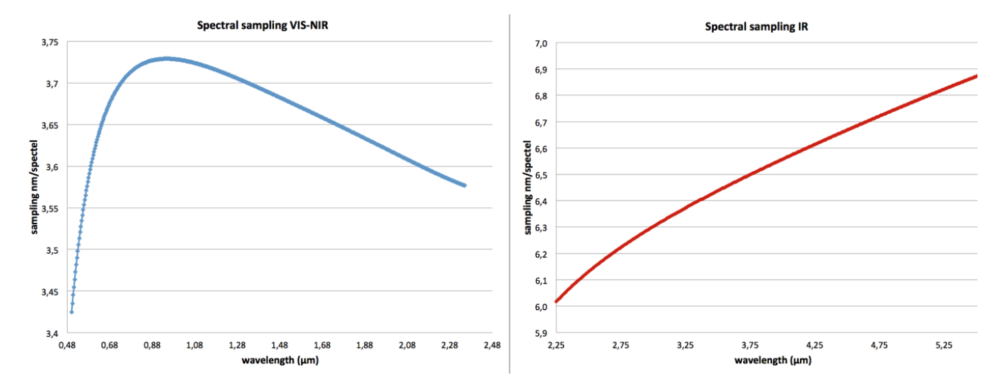 Spectral sampling VIS-NIR
sampling nm/spectel
3,75
3,7
3,65
3,6
3,55
3,5
3,45
3,4
0,48 0,68 0,88 1,08 1,28 1,48 1,68 1,88 2,08 2,28 2,48
wavelength (µm)
Spectral sampling IR
sampling nm/spectel
7,0
6,9
6,8
6,7
6,6
6,5
6,4
6,3
6,2
6,1
6,0
5,9
2,25 2,75 3,25 3,75 4,25 4,75 5,25
wavelength (µm)